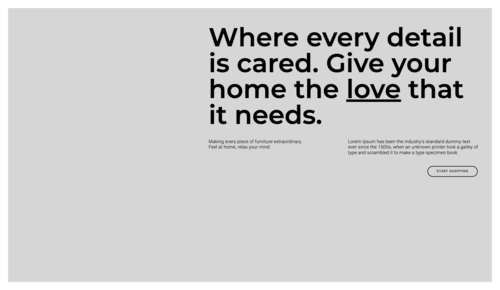 Where every detail
is cared. Give your
home the love that
it needs.
Making every piece of furniture extraordinary.
Feel at home, relax your mind.
Lorem Ipsum has been the industry's standard dummy text
ever since the 1500s, when an unknown printer took a galley of
type and scrambled it to make a type specimen book.
START SHOPPING